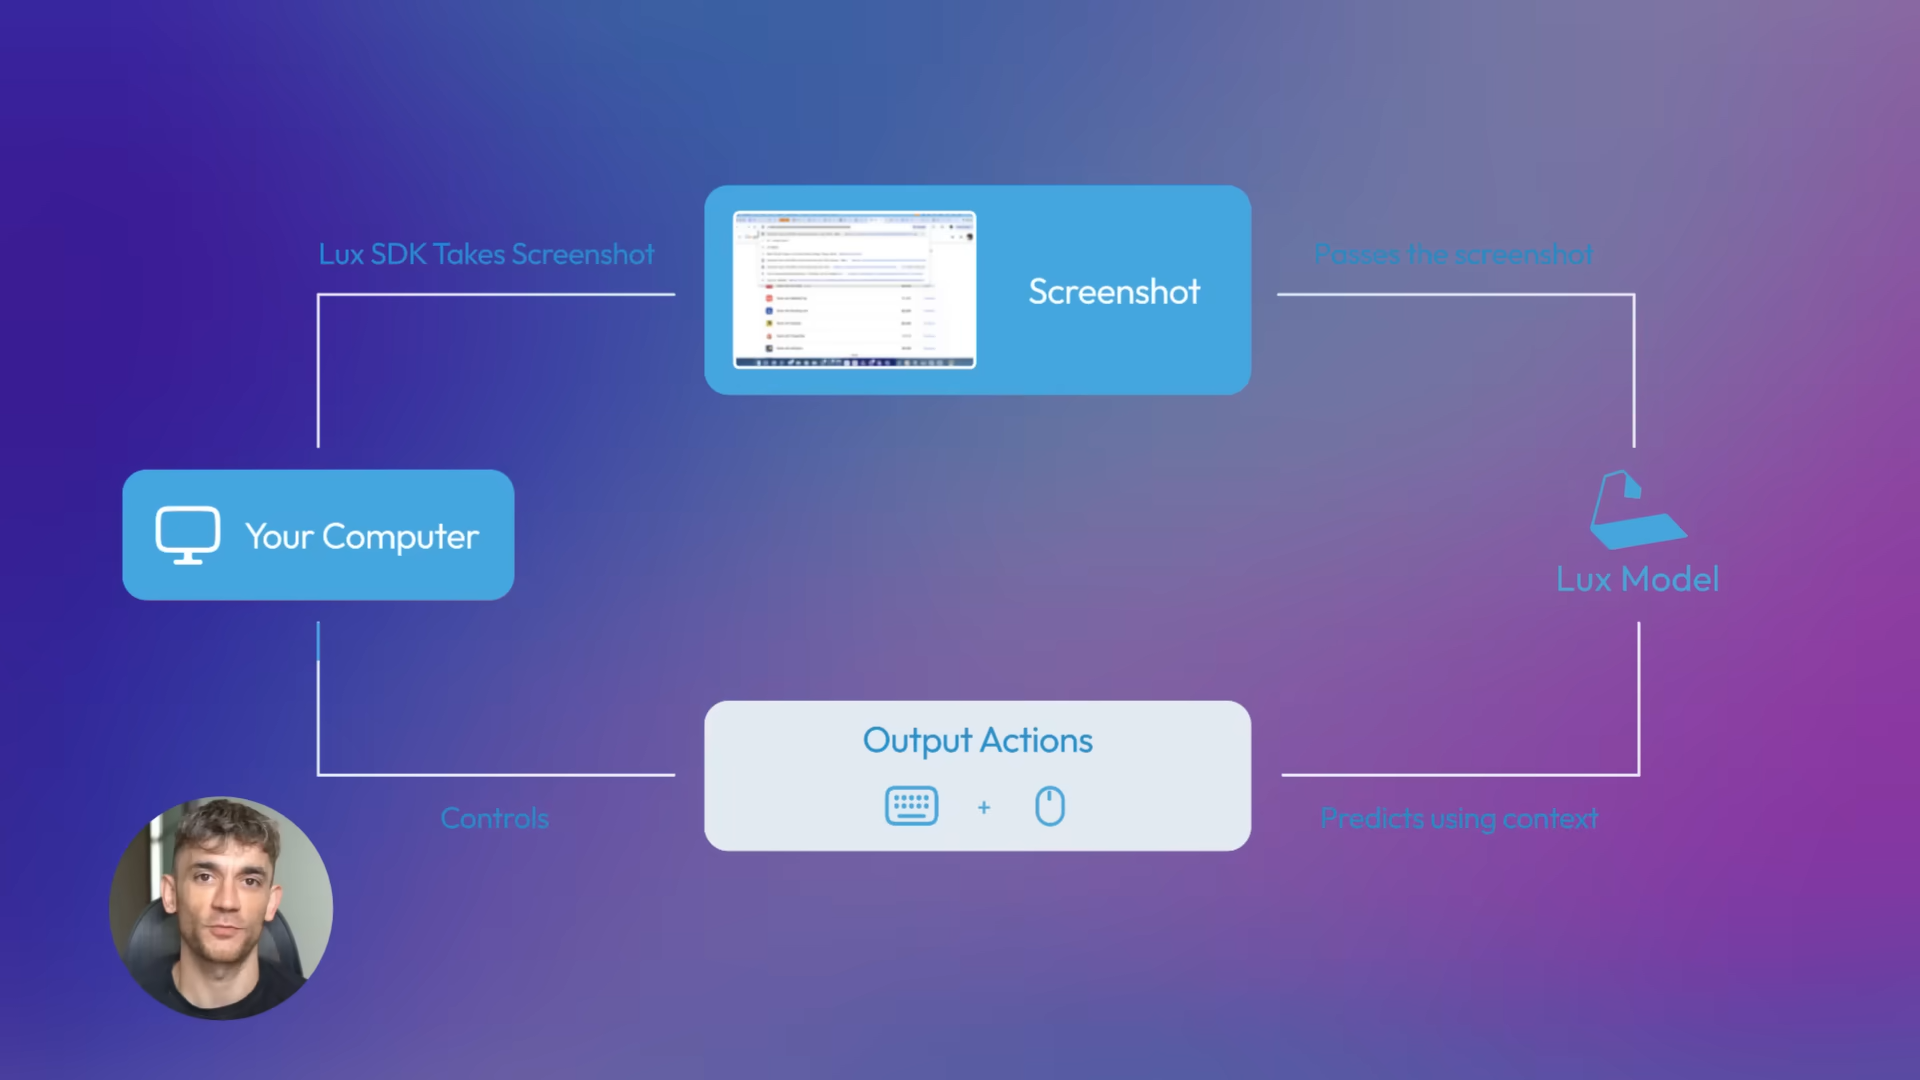 Lux SDK Takes Screenshot
Screenshot
Passes the screenshot
Your Computer
Lux Model
Output Actions
+
Controls
Predicts using context